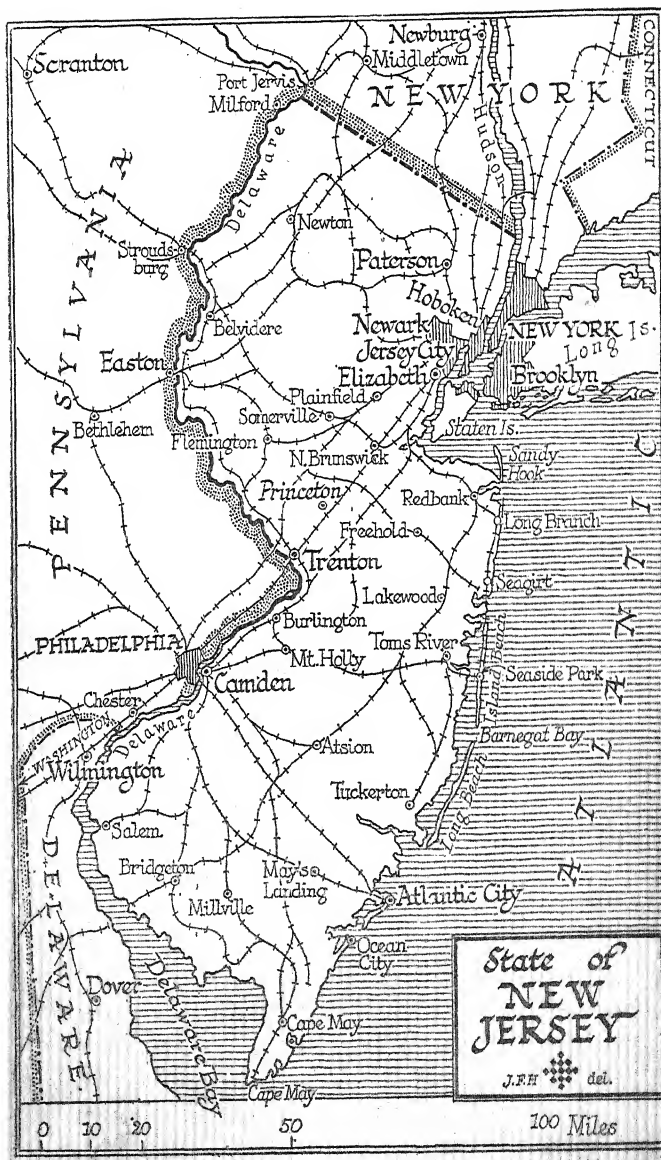 Newburg
Middletown
Scranton
Port Jervis
Milford
NEW YORK
CONNECTICUT
Hudson
PENNSYLVANIA
Delaware
Newton
Strouds-
burg
Paterson
Hoboken
Belvidere
Newark
NEW YORK
Long Is.
Jersey City
Easton
Elizabeth
Brooklyn
Plainfield
Somerville
Bethlehem
Flemington
Staten Is.
N. Brunswick
Sandy
Hook
Princeton
Redbank
Long Branch
Freehold
Trenton
Seagirt
Lakewood
Burlington
PHILADELPHIA
Toms River
Mt. Holly
Island Beach
Camden
Seaside Park
Chester
WASHINGTON
Delaware
Barnegat Bay
Atsion
Wilmington
Long Beach
Tuckerton
ATLANTIC
Salem
Bridgeton
May's
Landing
Millville
Atlantic City
DELAWARE
Ocean
City
Dover
Delaware Bay
Cape May
Cape May
State of
NEW
JERSEY
J.F.H del.
0 10 20 50 100 Miles